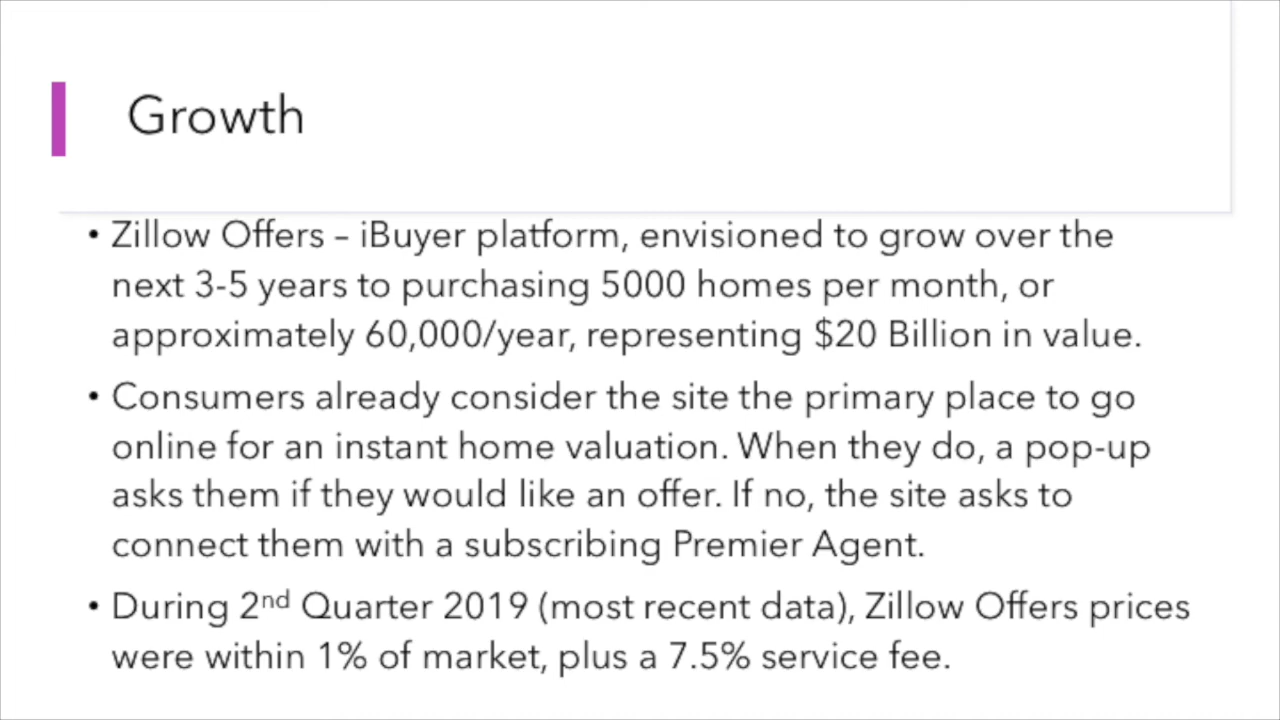 Growth
• Zillow Offers – iBuyer platform, envisioned to grow over the
next 3-5 years to purchasing 5000 homes per month, or
approximately 60,000/year, representing $20 Billion in value.
• Consumers already consider the site the primary place to go
online for an instant home valuation. When they do, a pop-up
asks them if they would like an offer. If no, the site asks to
connect them with a subscribing Premier Agent.
• During 2nd Quarter 2019 (most recent data), Zillow Offers prices
were within 1% of market, plus a 7.5% service fee.